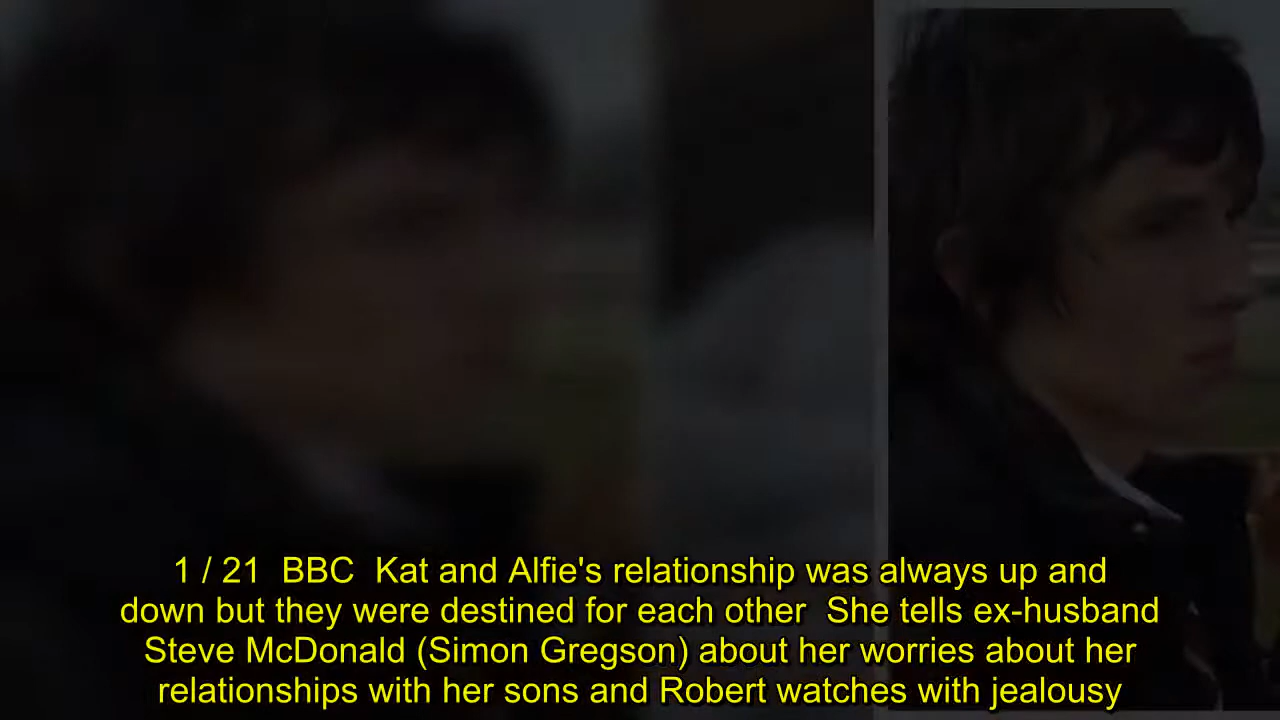 1 / 21  BBC  Kat and Alfie's relationship was always up and
down but they were destined for each other  She tells ex-husband
Steve McDonald (Simon Gregson) about her worries about her
relationships with her sons and Robert watches with jealousy